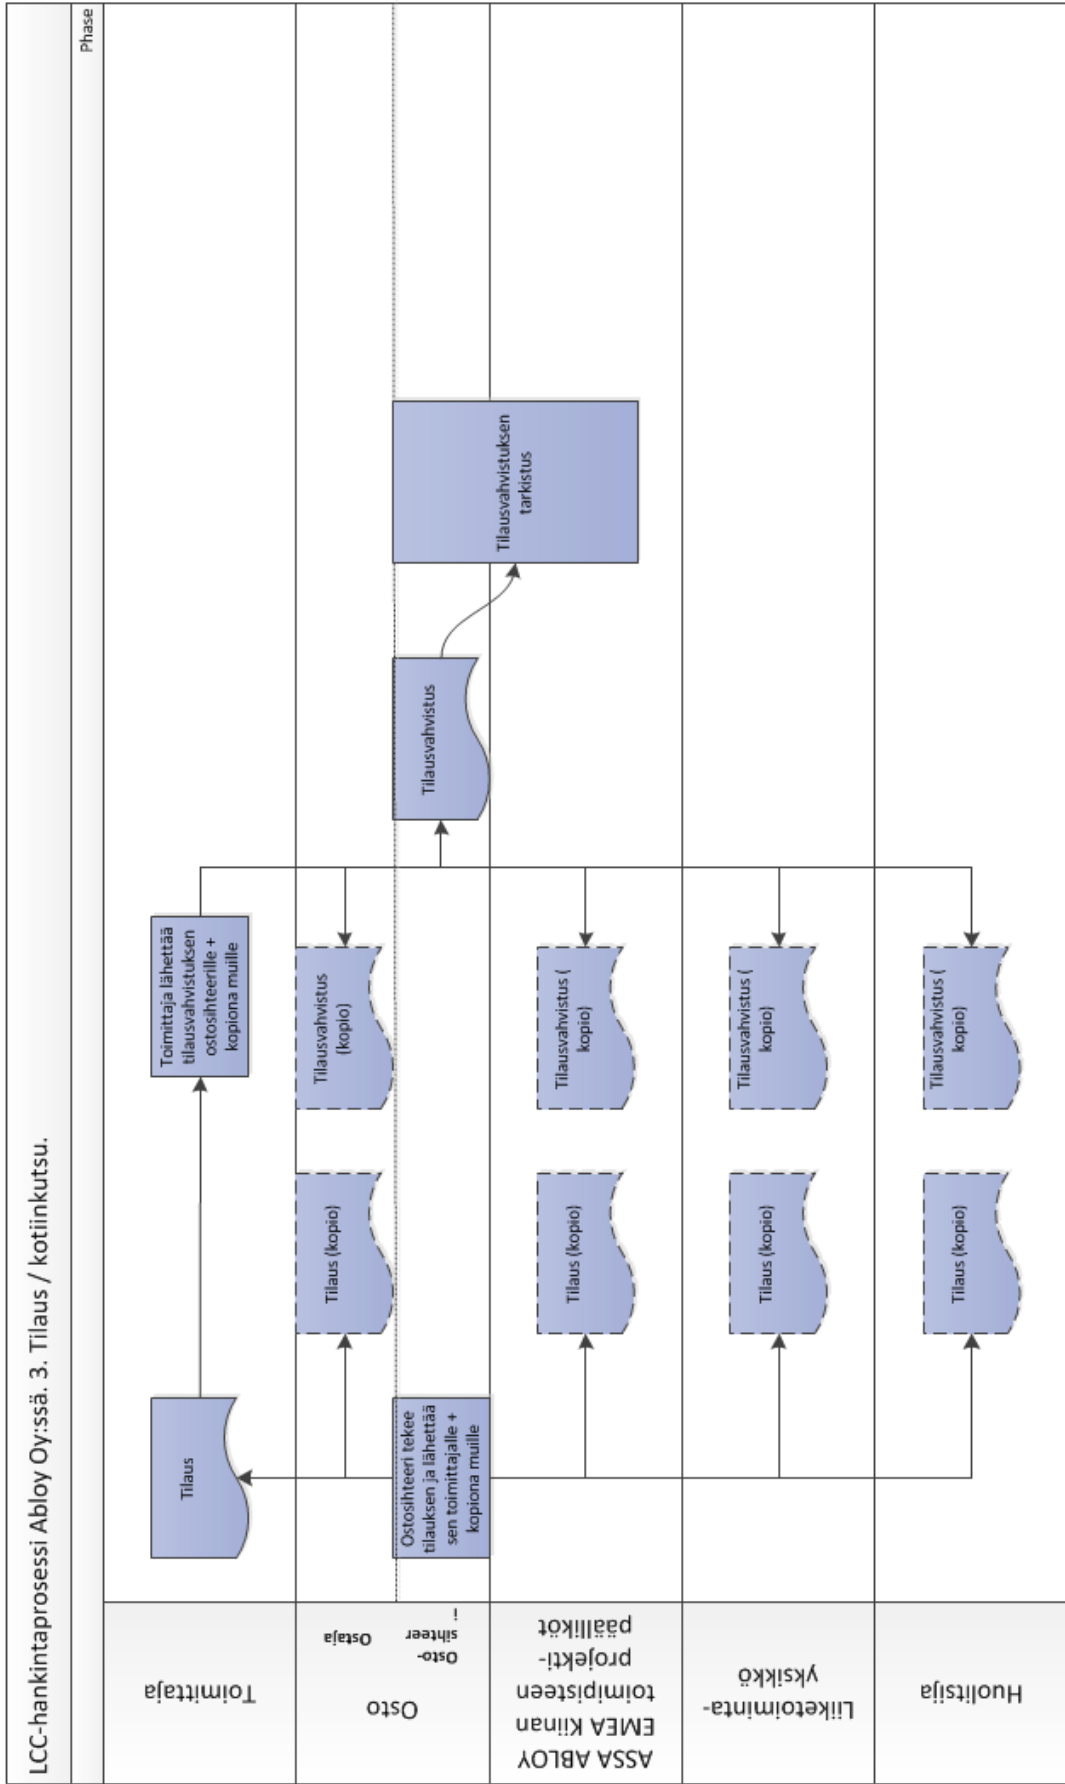 LCC-hankintaprosessi Abloy Oy:ssä. 3. Tilaus / kotiinkutsu.
Phase
Toimittaja
Tilaus
Toimittaja lähettää
tilausvahvistuksen
ostosihteerille +
kopiona muille
Osto
Ostaja
Tilaus (kopio)
Tilausvahvistus
(kopio)
Osto-
sihteer
i
Ostosihteeri tekee
tilauksen ja lähettää
sen toimittajalle +
kopiona muille
Tilausvahvistus
Tilausvahvistuksen
tarkistus
ASSA ABLOY
EMEA Kiinan
toimipisteen
projekti-
päälliköt
Tilaus (kopio)
Tilausvahvistus (
kopio)
Liiketoiminta-
yksikkö
Tilaus (kopio)
Tilausvahvistus (
kopio)
Huolitsija
Tilaus (kopio)
Tilausvahvistus (
kopio)